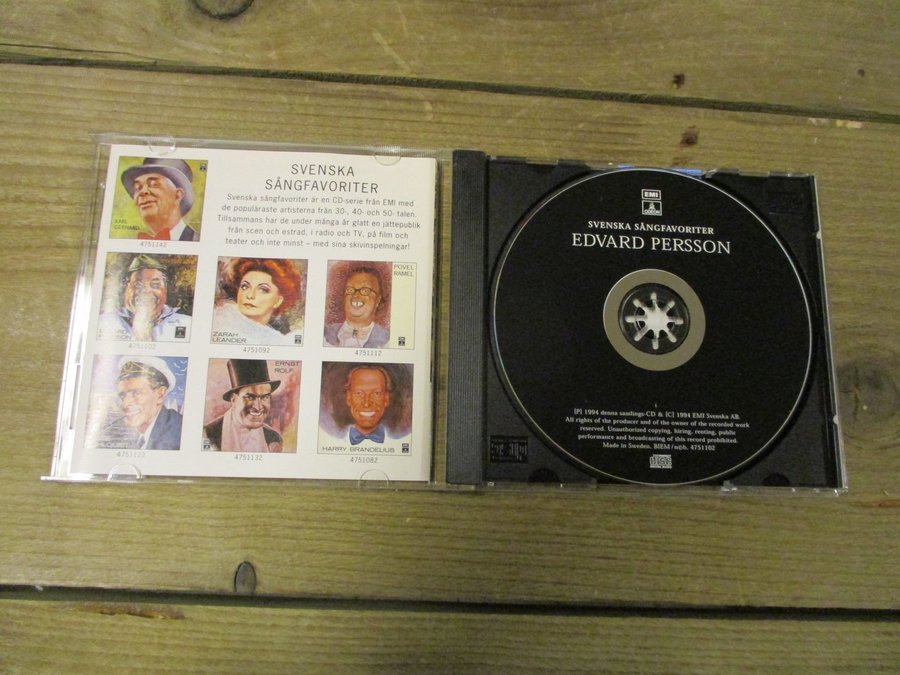 SVENSKA
SÅNGFAVORITER
Svenska sångfavoriter är en CD-serie från EMI med
de populäraste artisterna från 30-, 40- och 50- talen.
Tillsammans har de under många år glatt en jättepublik
från scen och estrad, i radio och TV, på film och
teater och inte minst – med sina skivinspelningar!
KARL
GERHARD
4751142
4751102
ZARAH
LEANDER
4751092
POVEL
RAMEL
4751112
4751122
ERNST
ROLF
4751132
HARRY BRANDELIUS
4751082
EMI
ODEON
SVENSKA SÅNGFAVORITER
EDVARD PERSSON
[P] 1994 denna samlings-CD & [C] 1994 EMI Svenska AB.
All rights of the producer and of the owner of the recorded work
reserved. Unauthorized copying, hiring, renting, public
performance and broadcasting of this record prohibited.
Made in Sweden. BIEM/n©b. 4751102